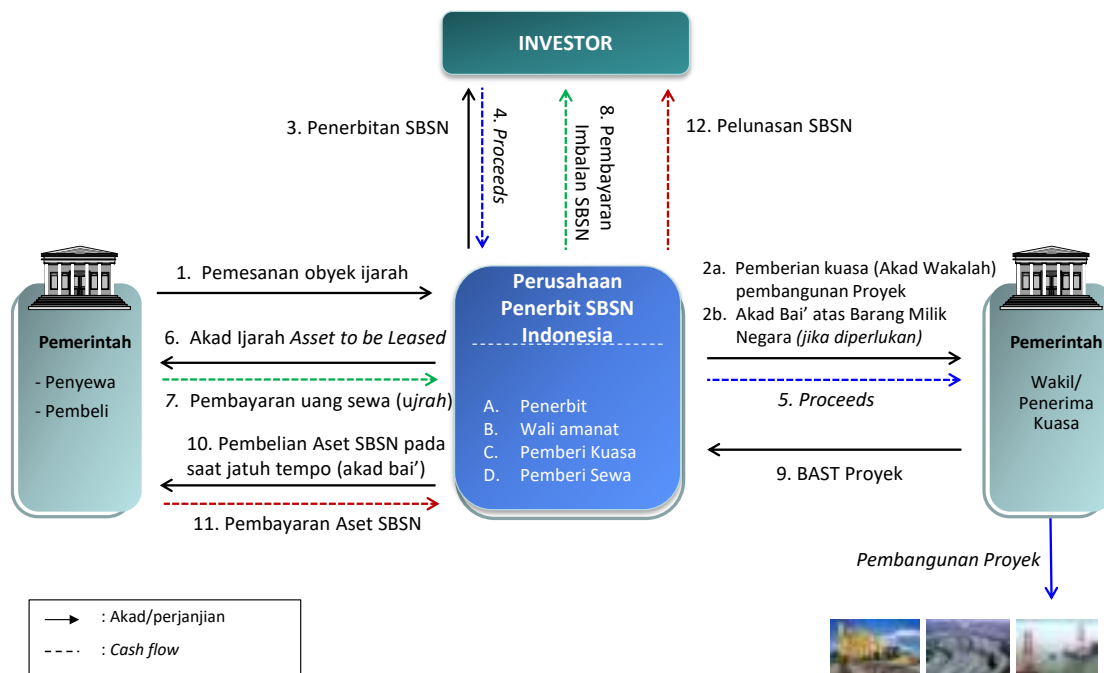 INVESTOR
3. Penerbitan SBSN
4. Proceeds
8. Pembayaran
Imbalan SBSN
12. Pelunasan SBSN
Pemerintah
- Penyewa
- Pembeli
1. Pemesanan obyek ijarah
6. Akad Ijarah Asset to be Leased
7. Pembayaran uang sewa (ujrah)
10. Pembelian Aset SBSN pada
saat jatuh tempo (akad bai')
11. Pembayaran Aset SBSN
Perusahaan
Penerbit SBSN
Indonesia
A. Penerbit
B. Wali amanat
C. Pemberi Kuasa
D. Pemberi Sewa
2a. Pemberian kuasa (Akad Wakalah)
pembangunan Proyek
2b. Akad Bai' atas Barang Milik
Negara (jika diperlukan)
5. Proceeds
9. BAST Proyek
Pemerintah
Wakil/
Penerima
Kuasa
Pembangunan Proyek
: Akad/perjanjian
: Cash flow